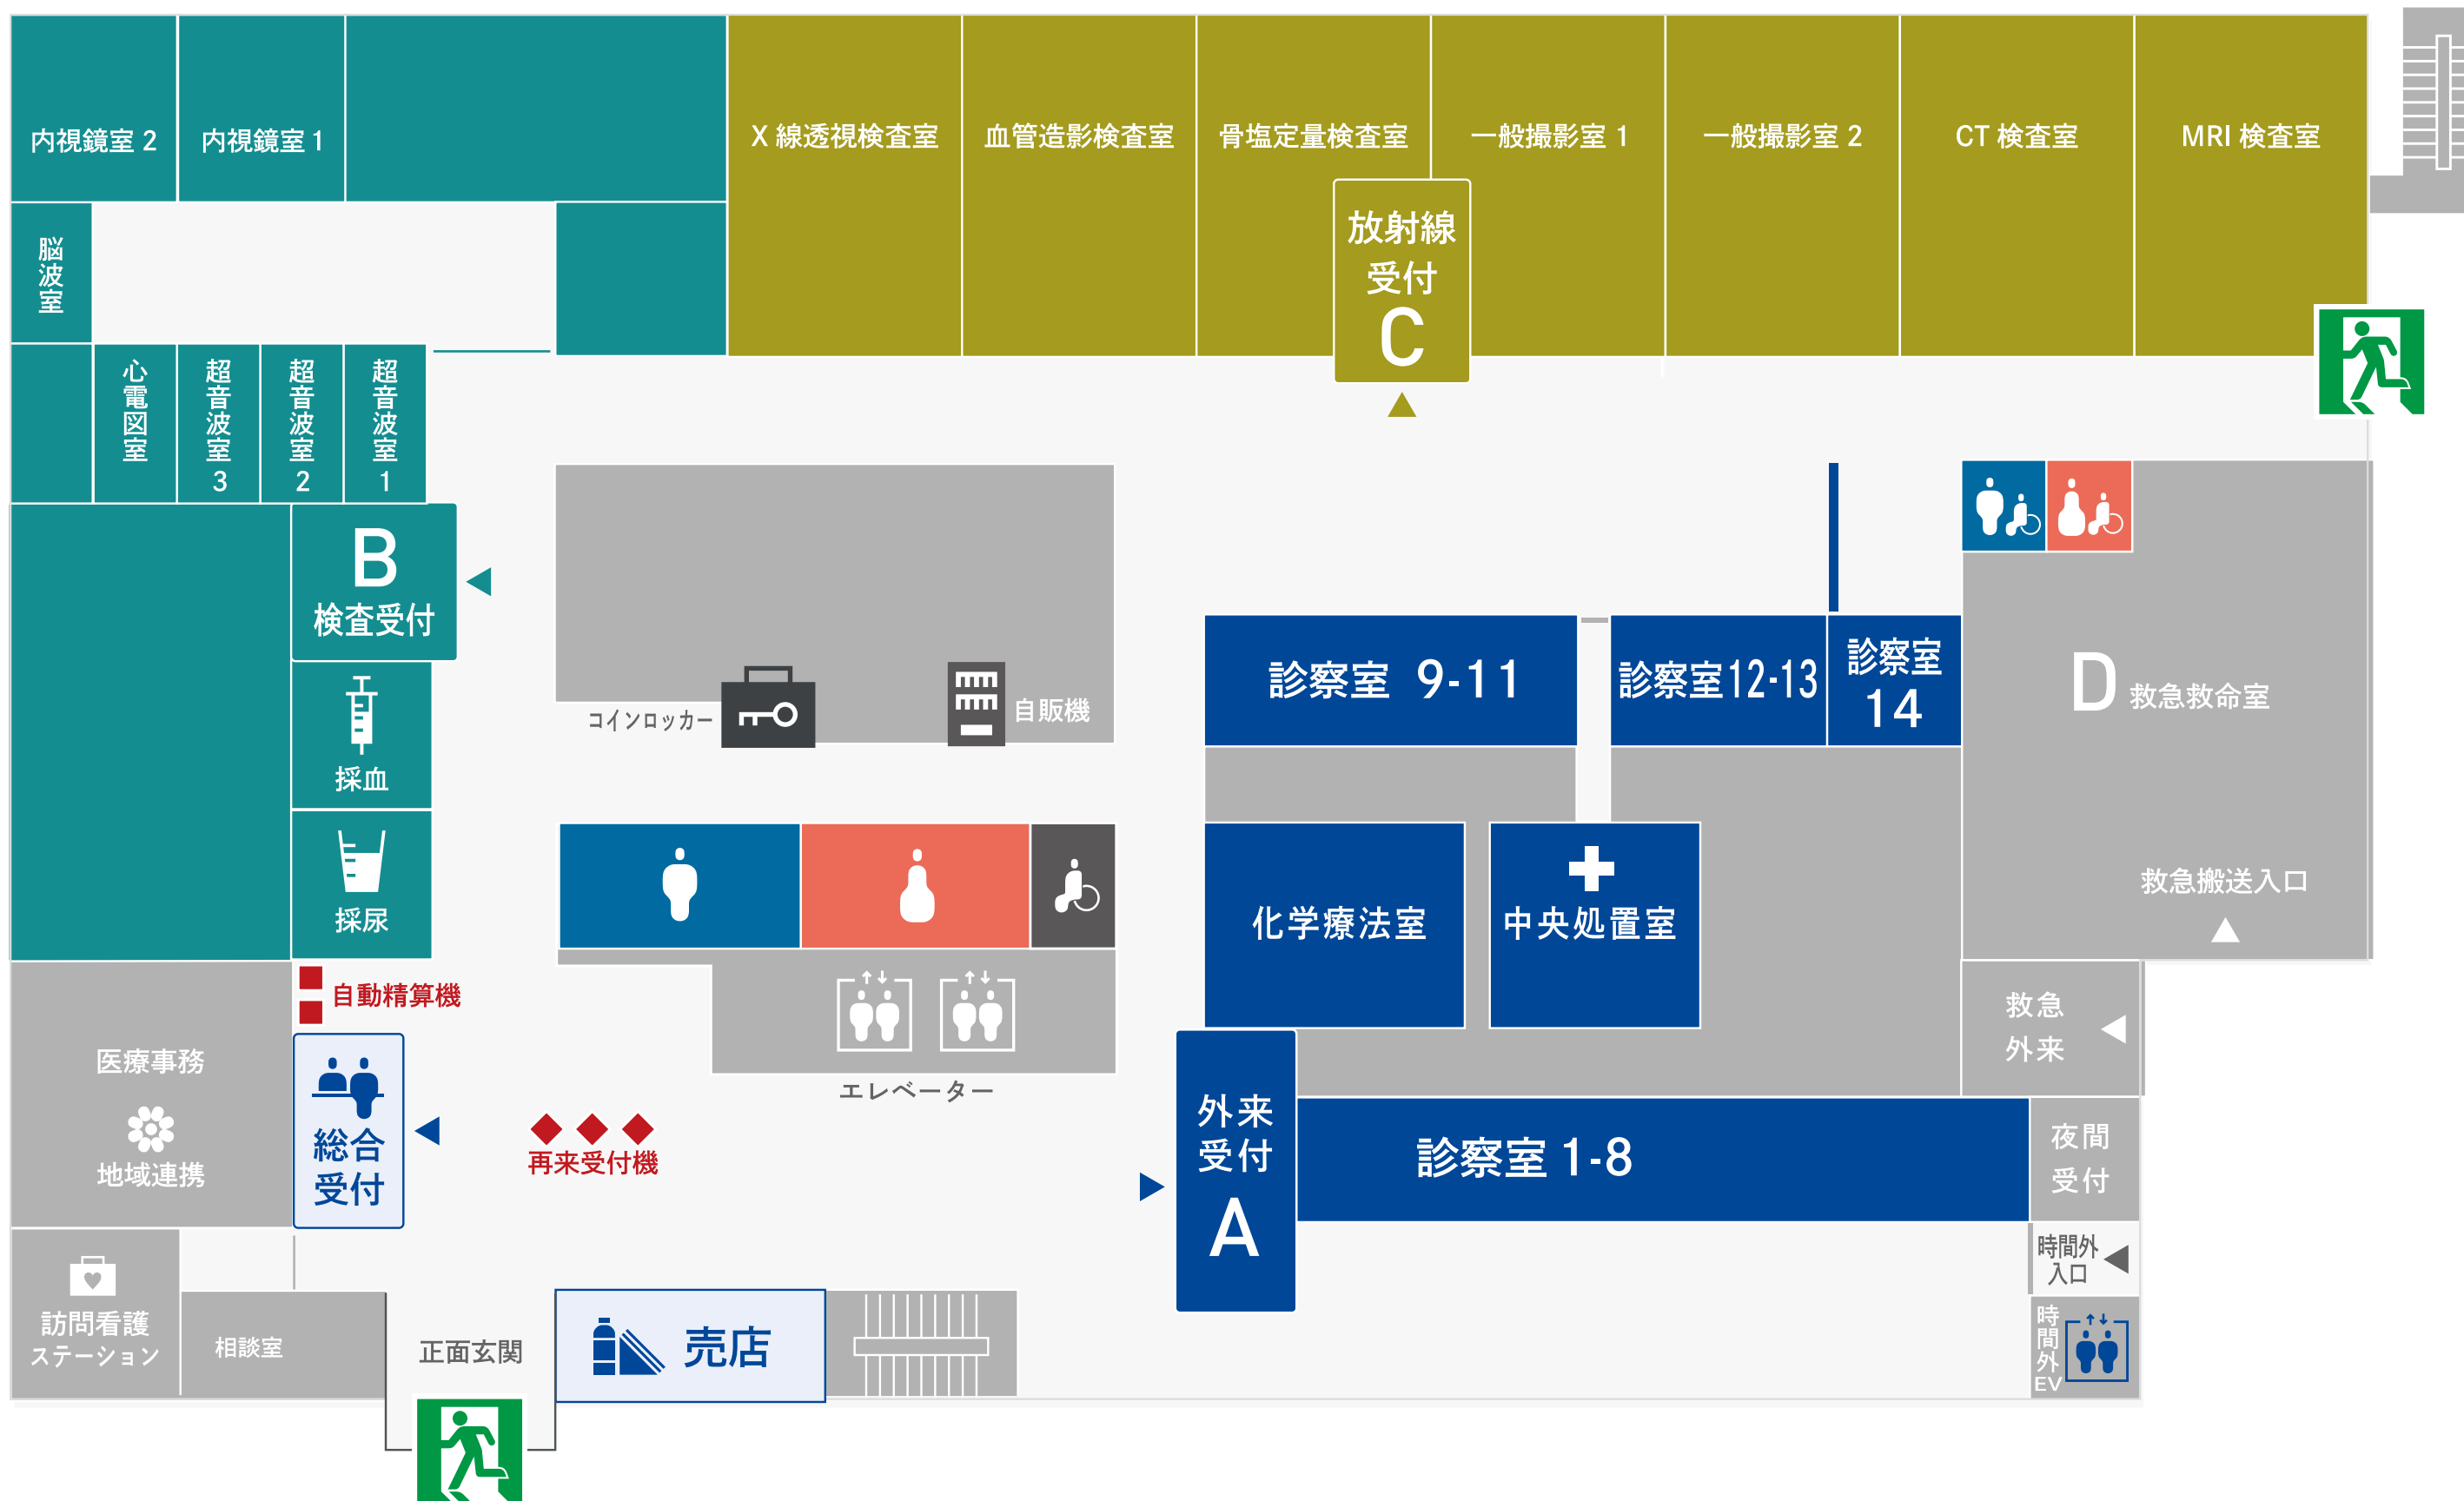 内視鏡室 2
内視鏡室 1
X 線透視検査室
血管造影検査室
骨塩定量検査室
一般撮影室 1
一般撮影室 2
CT 検査室
MRI 検査室
放射線
受付
C
脳波室
心電図室
超音波室3
超音波室2
超音波室1
B
検査受付
採血
採尿
コインロッカー
自販機
診察室 9-11
診察室12-13
診察室
14
D 救急救命室
救急搬送入口
化学療法室
中央処置室
自動精算機
医療事務
地域連携
総合
受付
再来受付機
エレベーター
外来
受付
A
診察室 1-8
救急
外来
夜間
受付
時間外
入口
時間外EV
訪問看護
ステーション
相談室
正面玄関
売店